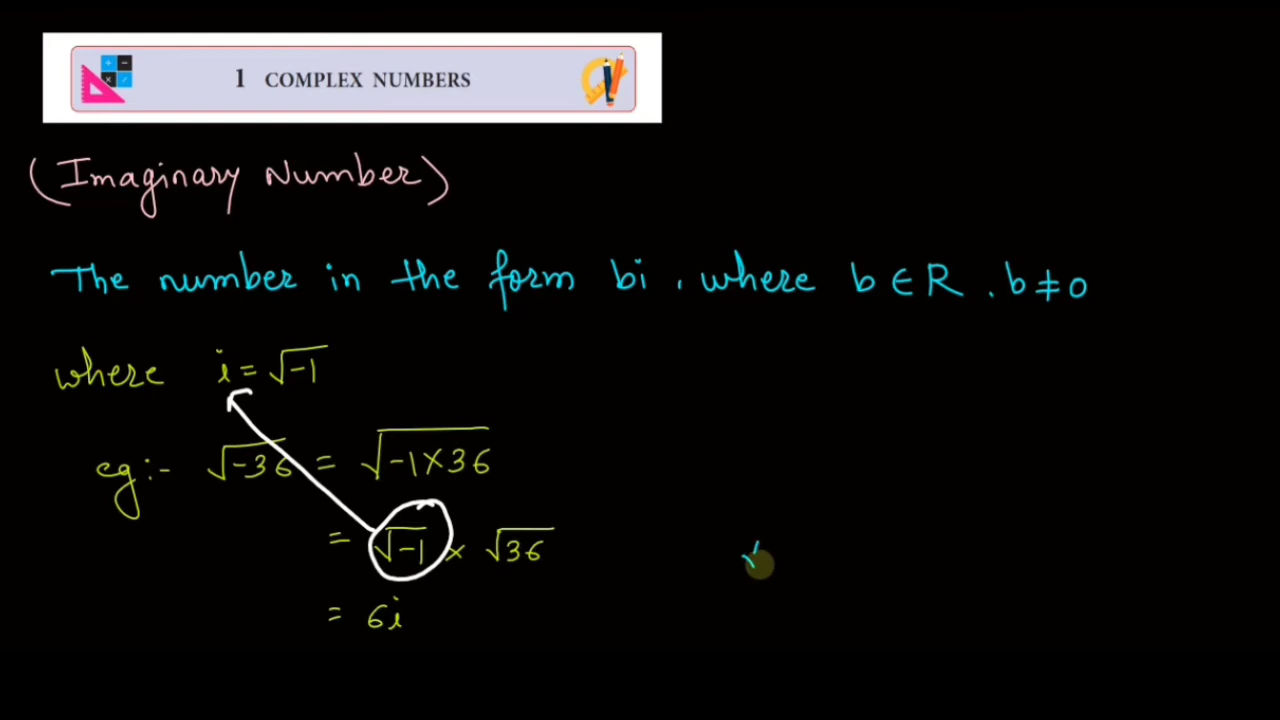 1 COMPLEX NUMBERS
(Imaginary Number)
The number in the form bi, where b ∈ R, b ≠ 0
where i = √-1
eg:- √-36 = √-1×36
= √-1 × √36
= 6i